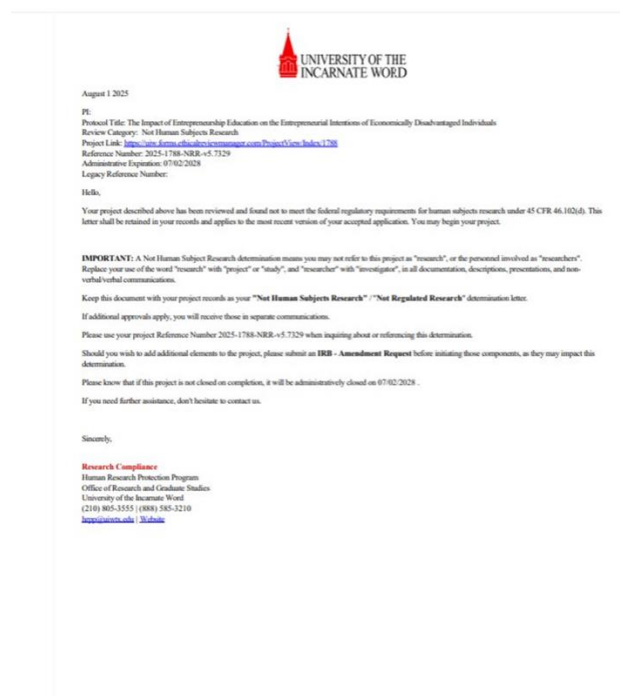 UNIVERSITY OF THE
INCARNATE WORD
August 1 2025
PI:
Protocol Title: The Impact of Entrepreneurship Education on the Entrepreneurial Intentions of Economically Disadvantaged Individuals
Review Category: Not Human Subjects Research
Project Link: https://uiw.forms.ethicalreviewmanager.com/ProjectView/Index/1788
Reference Number: 2025-1788-NRR-v5.7329
Administrative Expiration: 07/02/2028
Legacy Reference Number:
Hello,
Your project described above has been reviewed and found not to meet the federal regulatory requirements for human subjects research under 45 CFR 46.102(d). This
letter shall be retained in your records and applies to the most recent version of your accepted application. You may begin your project.
IMPORTANT: A Not Human Subject Research determination means you may not refer to this project as "research", or the personnel involved as "researchers".
Replace your use of the word "research" with "project" or "study", and "researcher" with "investigator", in all documentation, descriptions, presentations, and non-
verbal/verbal communications.
Keep this document with your project records as your "Not Human Subjects Research" / "Not Regulated Research" determination letter.
If additional approvals apply, you will receive those in separate communications.
Please use your project Reference Number 2025-1788-NRR-v5.7329 when inquiring about or referencing this determination.
Should you wish to add additional elements to the project, please submit an IRB - Amendment Request before initiating those components, as they may impact this
determination.
Please know that if this project is not closed on completion, it will be administratively closed on 07/02/2028 .
If you need further assistance, don't hesitate to contact us.
Sincerely,
Research Compliance
Human Research Protection Program
Office of Research and Graduate Studies
University of the Incarnate Word
(210) 805-3555 | (888) 585-3210
hrpp@uiwtx.edu | Website